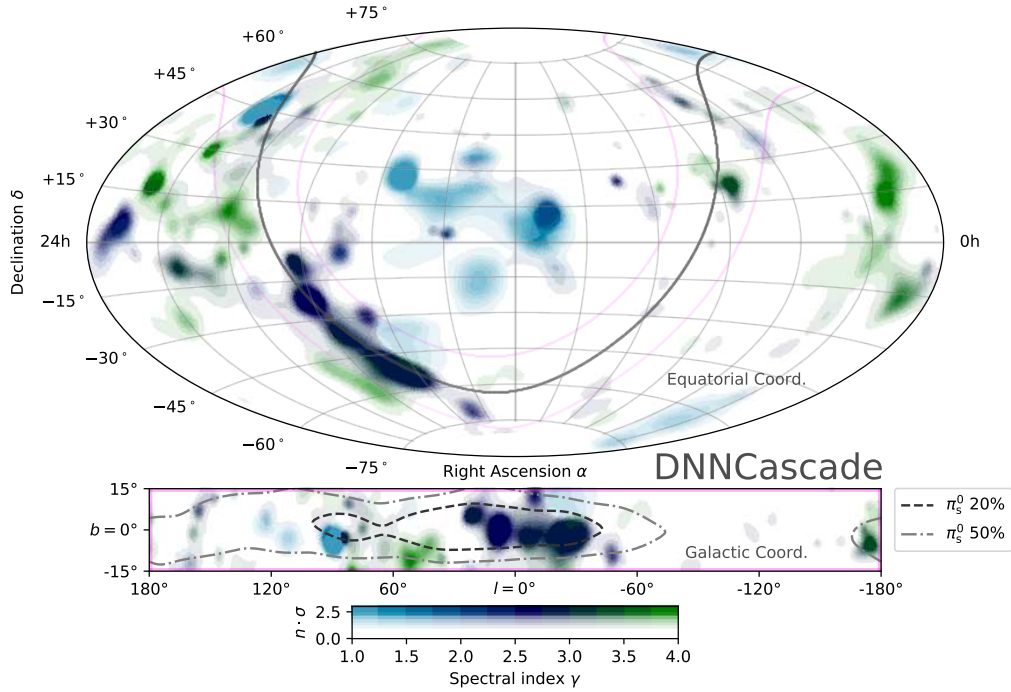 +75°
+60°
+45°
+30°
+15°
24h
0h
−15°
−30°
−45°
−60°
−75°
Declination δ
Equatorial Coord.
Right Ascension α
DNNCascade
15°
b=0°
-15°
Galactic Coord.
180° 120° 60° l=0° -60° -120° -180°
π⁰ₛ 20%
π⁰ₛ 50%
n · σ
2.5
0.0
1.0 1.5 2.0 2.5 3.0 3.5 4.0
Spectral index γ